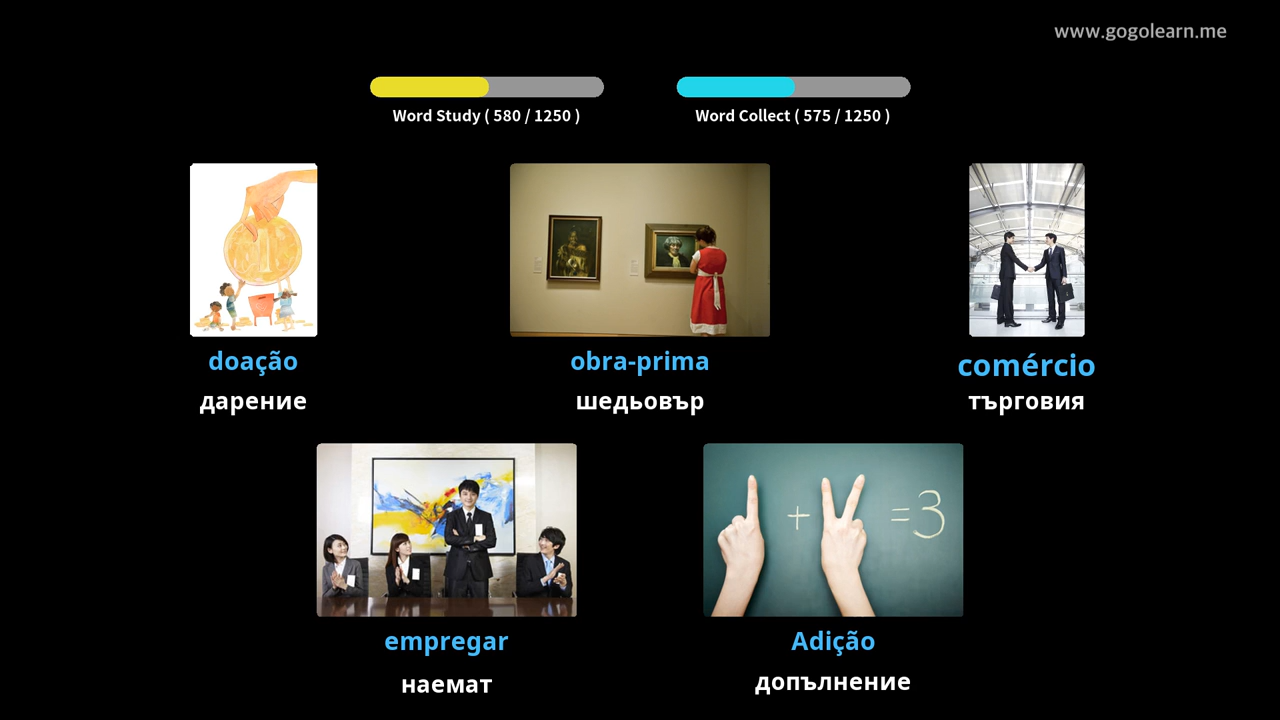 www.gogolearn.me
Word Study ( 580 / 1250 )
Word Collect ( 575 / 1250 )
doação
obra-prima
comércio
дарение
шедьовър
търговия
+ =3
empregar
Adição
наемат
допълнение